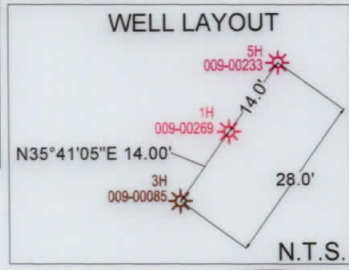 WELL LAYOUT
5H
009-00233
14.0'
1H
009-00269
N35°41'05"E 14.00'
28.0'
3H
009-00085
N.T.S.